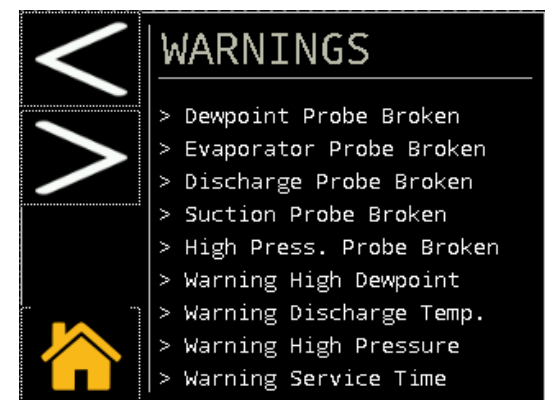 WARNINGS
> Dewpoint Probe Broken
> Evaporator Probe Broken
> Discharge Probe Broken
> Suction Probe Broken
> High Press. Probe Broken
> Warning High Dewpoint
> Warning Discharge Temp.
> Warning High Pressure
> Warning Service Time